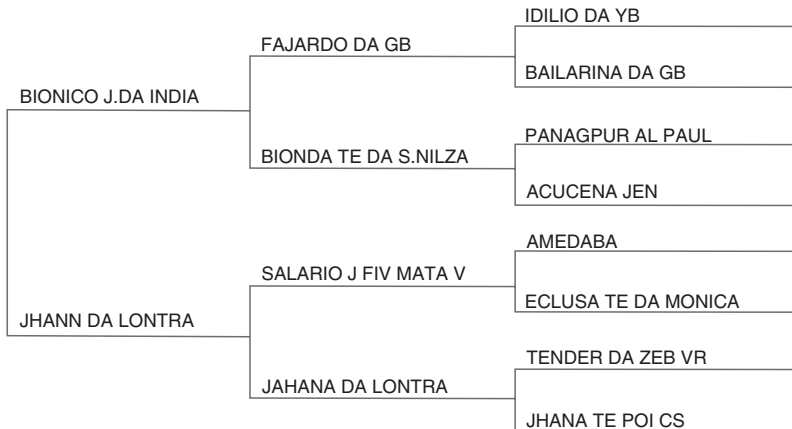 IDILIO DA YB
FAJARDO DA GB
BAILARINA DA GB
BIONICO J.DA INDIA
PANAGPUR AL PAUL
BIONDA TE DA S.NILZA
ACUCENA JEN
AMEDABA
SALARIO J FIV MATA V
ECLUSA TE DA MONICA
JHANN DA LONTRA
TENDER DA ZEB VR
JAHANA DA LONTRA
JHANA TE POI CS